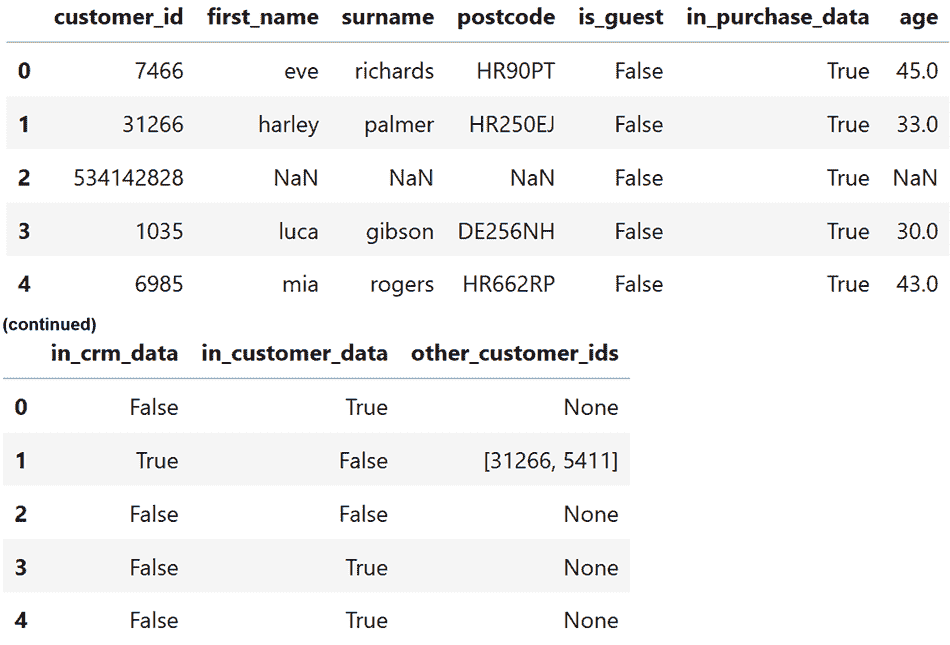 customer_id first_name surname postcode is_guest in_purchase_data age
0 7466 eve richards HR90PT False True 45.0
1 31266 harley palmer HR250EJ False True 33.0
2 534142828 NaN NaN NaN False True NaN
3 1035 luca gibson DE256NH False True 30.0
4 6985 mia rogers HR662RP False True 43.0
(continued)
in_crm_data in_customer_data other_customer_ids
0 False True None
1 True False [31266, 5411]
2 False False None
3 False True None
4 False True None